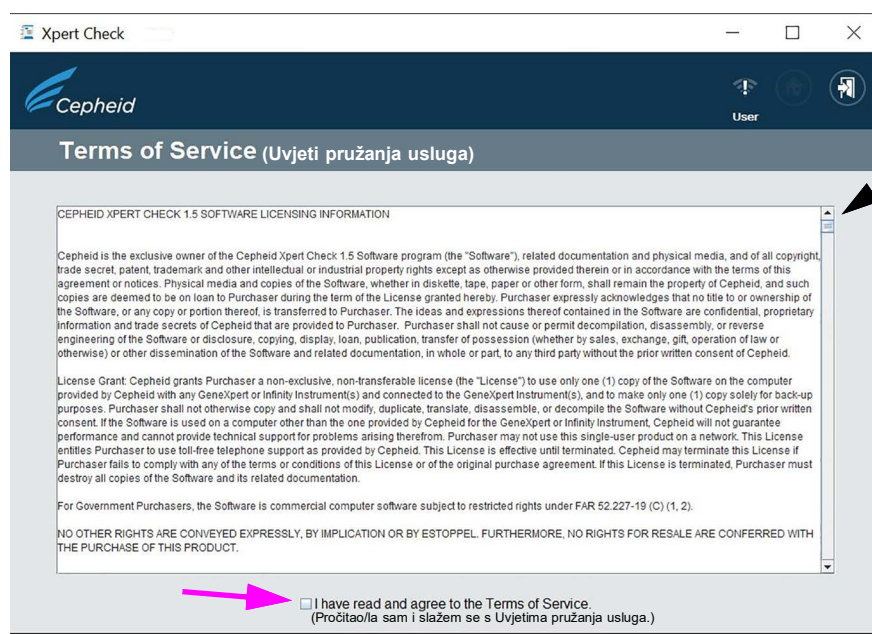 Xpert Check
Cepheid
User
Terms of Service (Uvjeti pružanja usluga)
CEPHEID XPERT CHECK 1.5 SOFTWARE LICENSING INFORMATION
Cepheid is the exclusive owner of the Cepheid Xpert Check 1.5 Software program (the "Software"), related documentation and physical media, and of all copyright,
trade secret, patent, trademark and other intellectual or industrial property rights except as otherwise provided therein or in accordance with the terms of this
agreement or notices. Physical media and copies of the Software, whether in diskette, tape, paper or other form, shall remain the property of Cepheid, and such
copies are deemed to be on loan to Purchaser during the term of the License granted hereby. Purchaser expressly acknowledges that no title to or ownership of
the Software, or any copy or portion thereof, is transferred to Purchaser. The ideas and expressions thereof contained in the Software are confidential, proprietary
information and trade secrets of Cepheid that are provided to Purchaser. Purchaser shall not cause or permit decompilation, disassembly, or reverse
engineering of the Software or disclosure, copying, display, loan, publication, transfer of possession (whether by sales, exchange, gift, operation of law or
otherwise) or other dissemination of the Software and related documentation, in whole or part, to any third party without the prior written consent of Cepheid.
License Grant: Cepheid grants Purchaser a non-exclusive, non-transferable license (the "License") to use only one (1) copy of the Software on the computer
provided by Cepheid with any GeneXpert or Infinity Instrument(s) and connected to the GeneXpert Instrument(s), and to make only one (1) copy solely for back-up
purposes. Purchaser shall not otherwise copy and shall not modify, duplicate, translate, disassemble, or decompile the Software without Cepheid's prior written
consent. If the Software is used on a computer other than the one provided by Cepheid for the GeneXpert or Infinity Instrument, Cepheid will not guarantee
performance and cannot provide technical support for problems arising therefrom. Purchaser may not use this single-user product on a network. This License
entitles Purchaser to use toll-free telephone support as provided by Cepheid. This License is effective until terminated. Cepheid may terminate this License if
Purchaser fails to comply with any of the terms or conditions of this License or of the original purchase agreement. If this License is terminated, Purchaser must
destroy all copies of the Software and its related documentation.
For Government Purchasers, the Software is commercial computer software subject to restricted rights under FAR 52.227-19 (C) (1, 2).
NO OTHER RIGHTS ARE CONVEYED EXPRESSLY, BY IMPLICATION OR BY ESTOPPEL. FURTHERMORE, NO RIGHTS FOR RESALE ARE CONFERRED WITH
THE PURCHASE OF THIS PRODUCT.
I have read and agree to the Terms of Service.
(Pročitao/la sam i slažem se s Uvjetima pružanja usluga.)